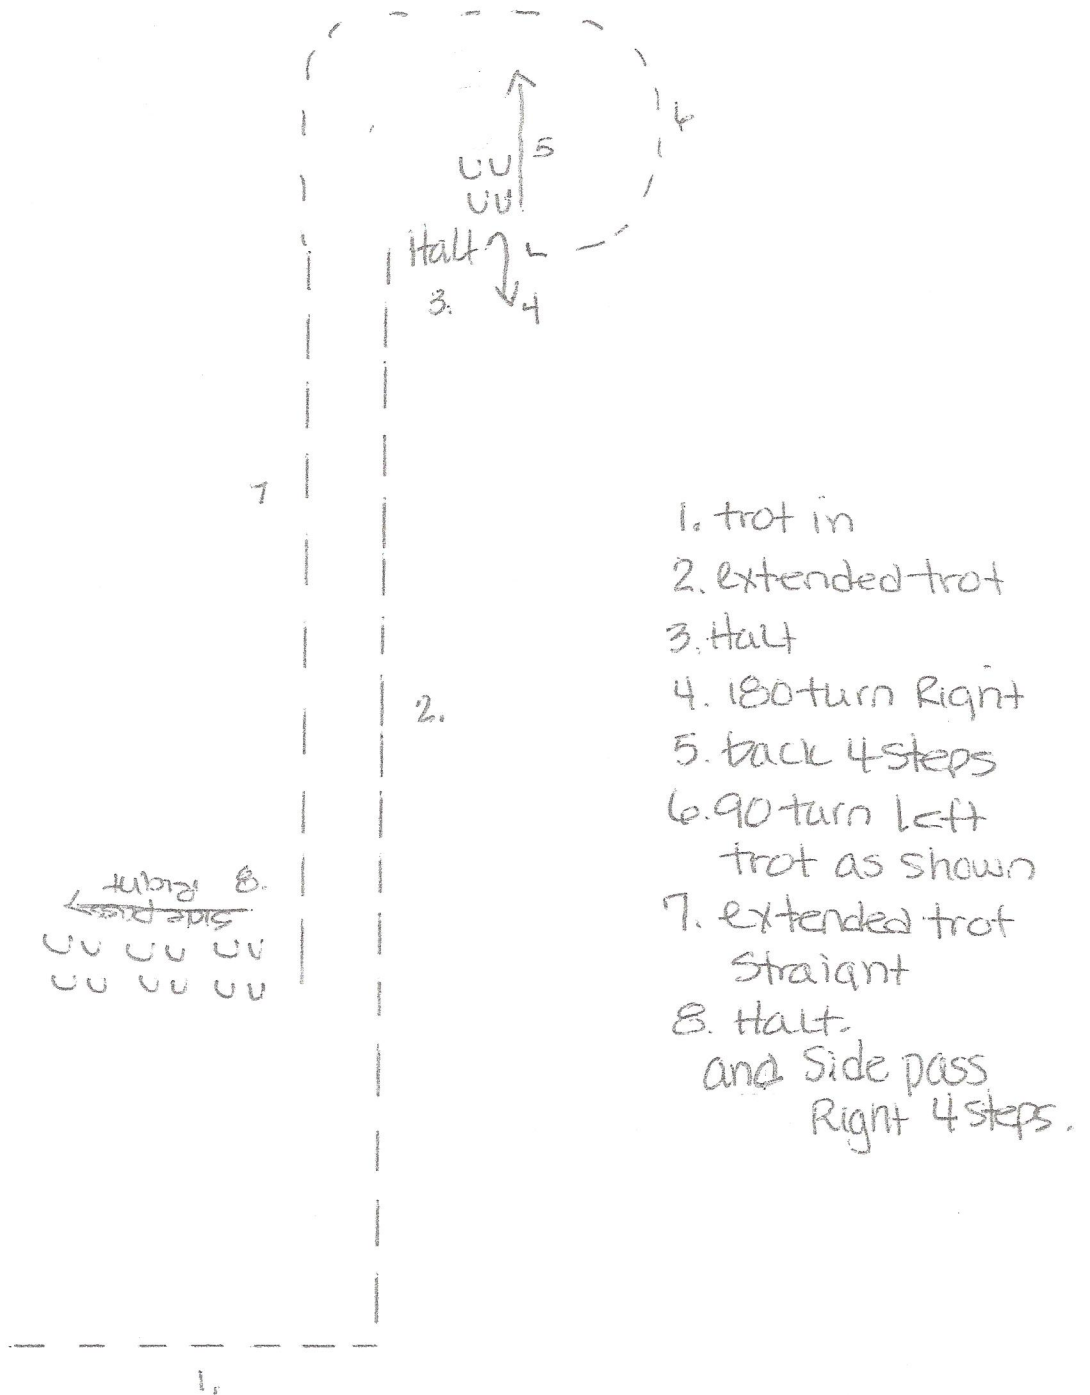 6
5
Halt
3.
4
7
1. trot in
2. extended trot
3. Halt
4. 180 turn Right
2.
5. back 4 steps
6. 90 turn left
trot as shown
8. Right
Side pass
7. extended trot
Straight
8. Halt.
and Side pass
Right 4 steps.
1.